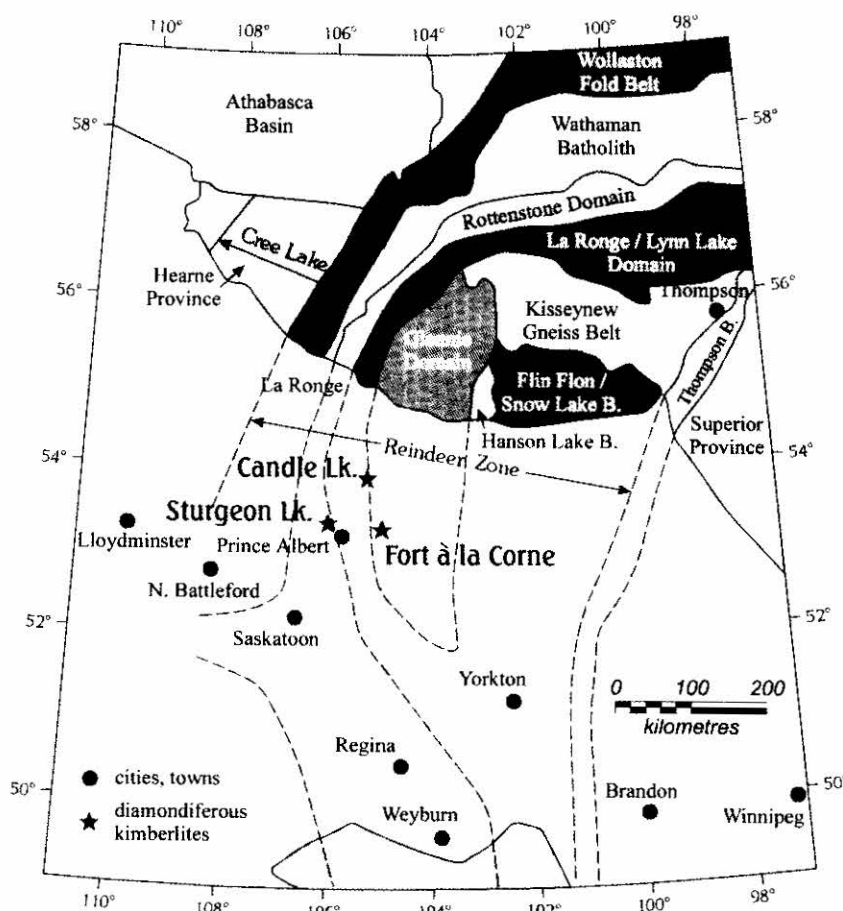 110°
108°
106°
104°
102°
100°
98°
Wollaston
Fold Belt
Athabasca
Basin
58°
58°
Wathaman
Batholith
Rottenstone Domain
Cree Lake
La Ronge / Lynn Lake
Domain
Hearne
Province
56°
56°
Thompson
Kisseynew
Gneiss Belt
Thompson B.
La Ronge
Flin Flon /
Snow Lake B.
Superior
Province
Hanson Lake B.
Reindeer Zone
54°
54°
Candle Lk.
Sturgeon Lk.
Lloydminster
Prince Albert
Fort à la Corne
N. Battleford
52°
52°
Saskatoon
Yorkton
0 100 200
kilometres
Regina
cities, towns
50°
50°
diamondiferous
kimberlites
Weyburn
Brandon
Winnipeg
110°
108°
106°
104°
102°
100°
98°